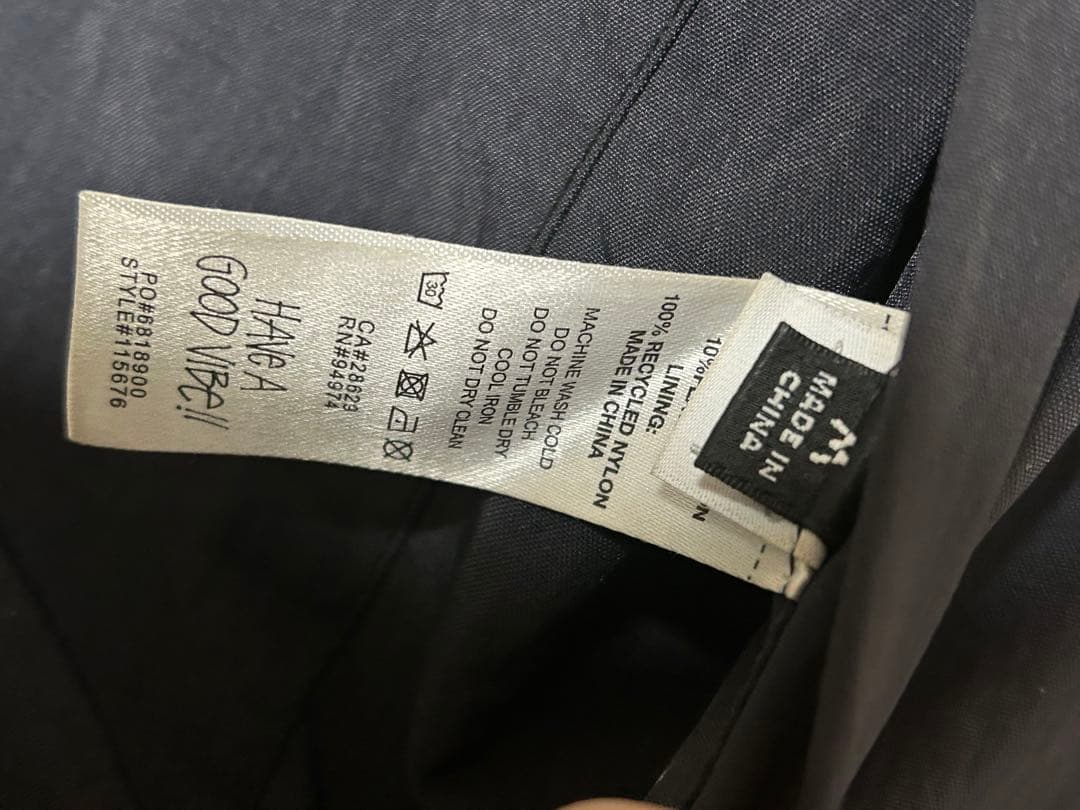 MADE IN
CHINA
LINING:
100% RECYCLED NYLON
MADE IN CHINA
MACHINE WASH COLD
DO NOT BLEACH
DO NOT TUMBLE DRY
COOL IRON
DO NOT DRY CLEAN
30
CA#28629
RN#94974
HANG A
GOOD VIBE!!
PO#6818900
STYLE#115676